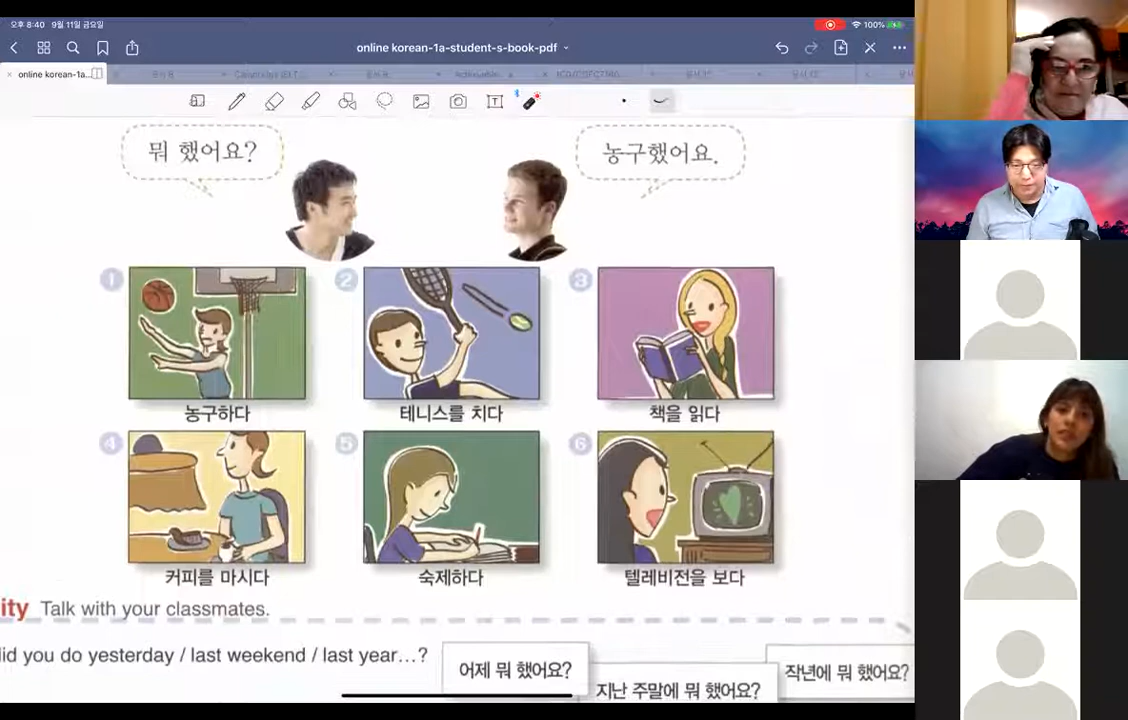 오후 8:40 9월 11일 금요일
100%
online korean-1a-student-s-book-pdf
online korean-1a...
뭐 했어요?
농구했어요.
1
2
3
농구하다
테니스를 치다
책을 읽다
4
5
6
커피를 마시다
숙제하다
텔레비전을 보다
ity Talk with your classmates.
did you do yesterday / last weekend / last year...?
어제 뭐 했어요?
지난 주말에 뭐 했어요?
작년에 뭐 했어요?